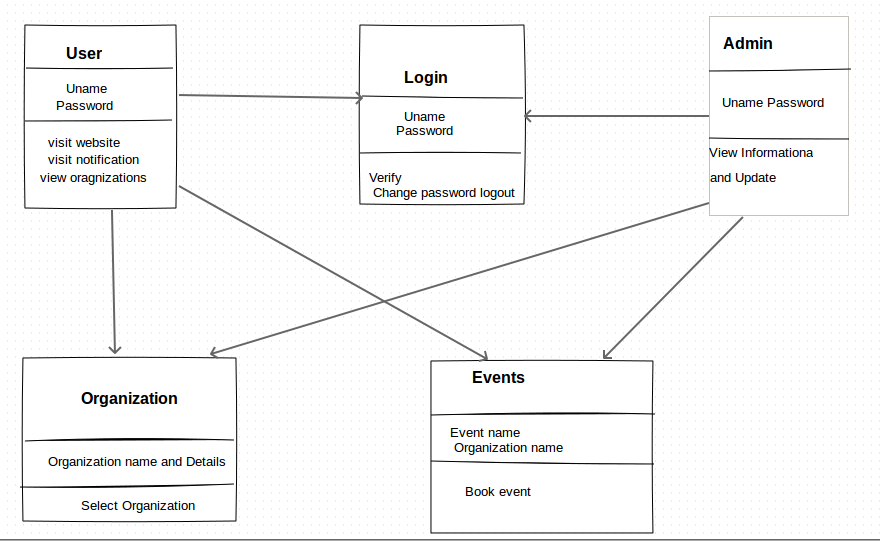 User
Uname
Password
visit website
visit notification
view oragnizations
Login
Uname
Password
Verify
Change password logout
Admin
Uname Password
View Informationa
and Update
Organization
Organization name and Details
Select Organization
Events
Event name
Organization name
Book event